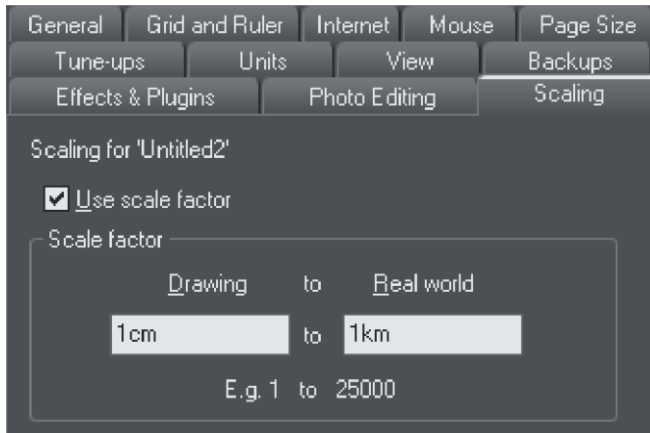 General Grid and Ruler Internet Mouse Page Size
Tune-ups Units View Backups
Effects & Plugins Photo Editing Scaling
Scaling for 'Untitled2'
Use scale factor
Scale factor
Drawing to Real world
1cm to 1km
E.g. 1 to 25000